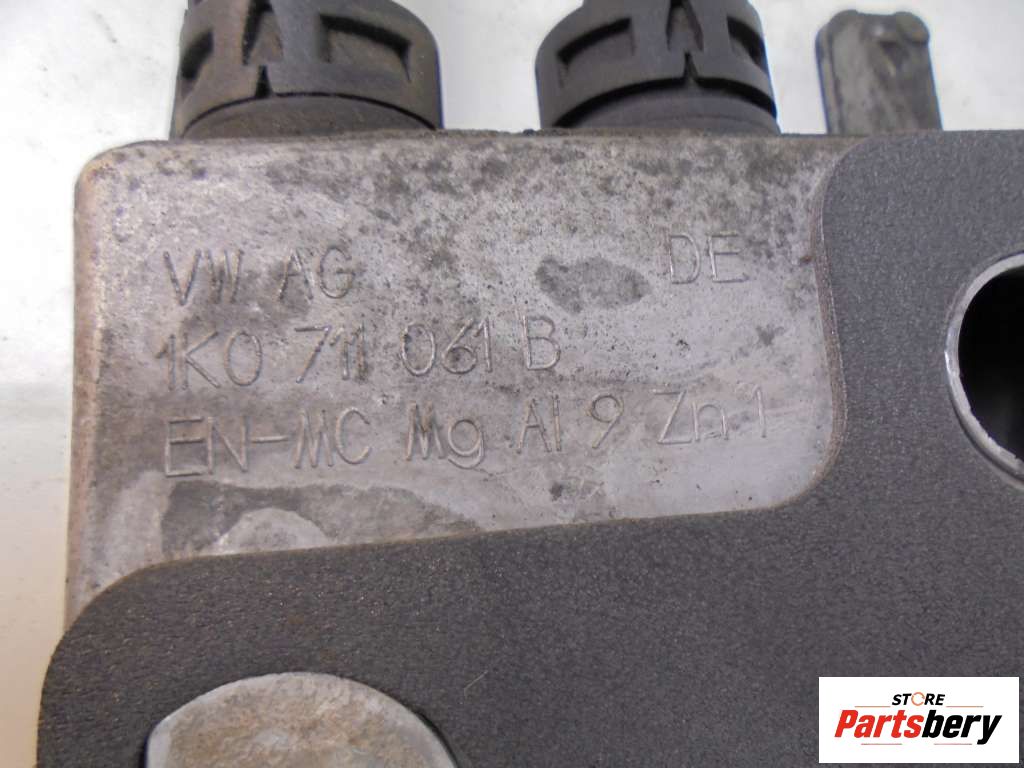 VW AG DE
1K0 711 061 B
EN-MC Mg Al 9 Zn 1
STORE
Partsbery